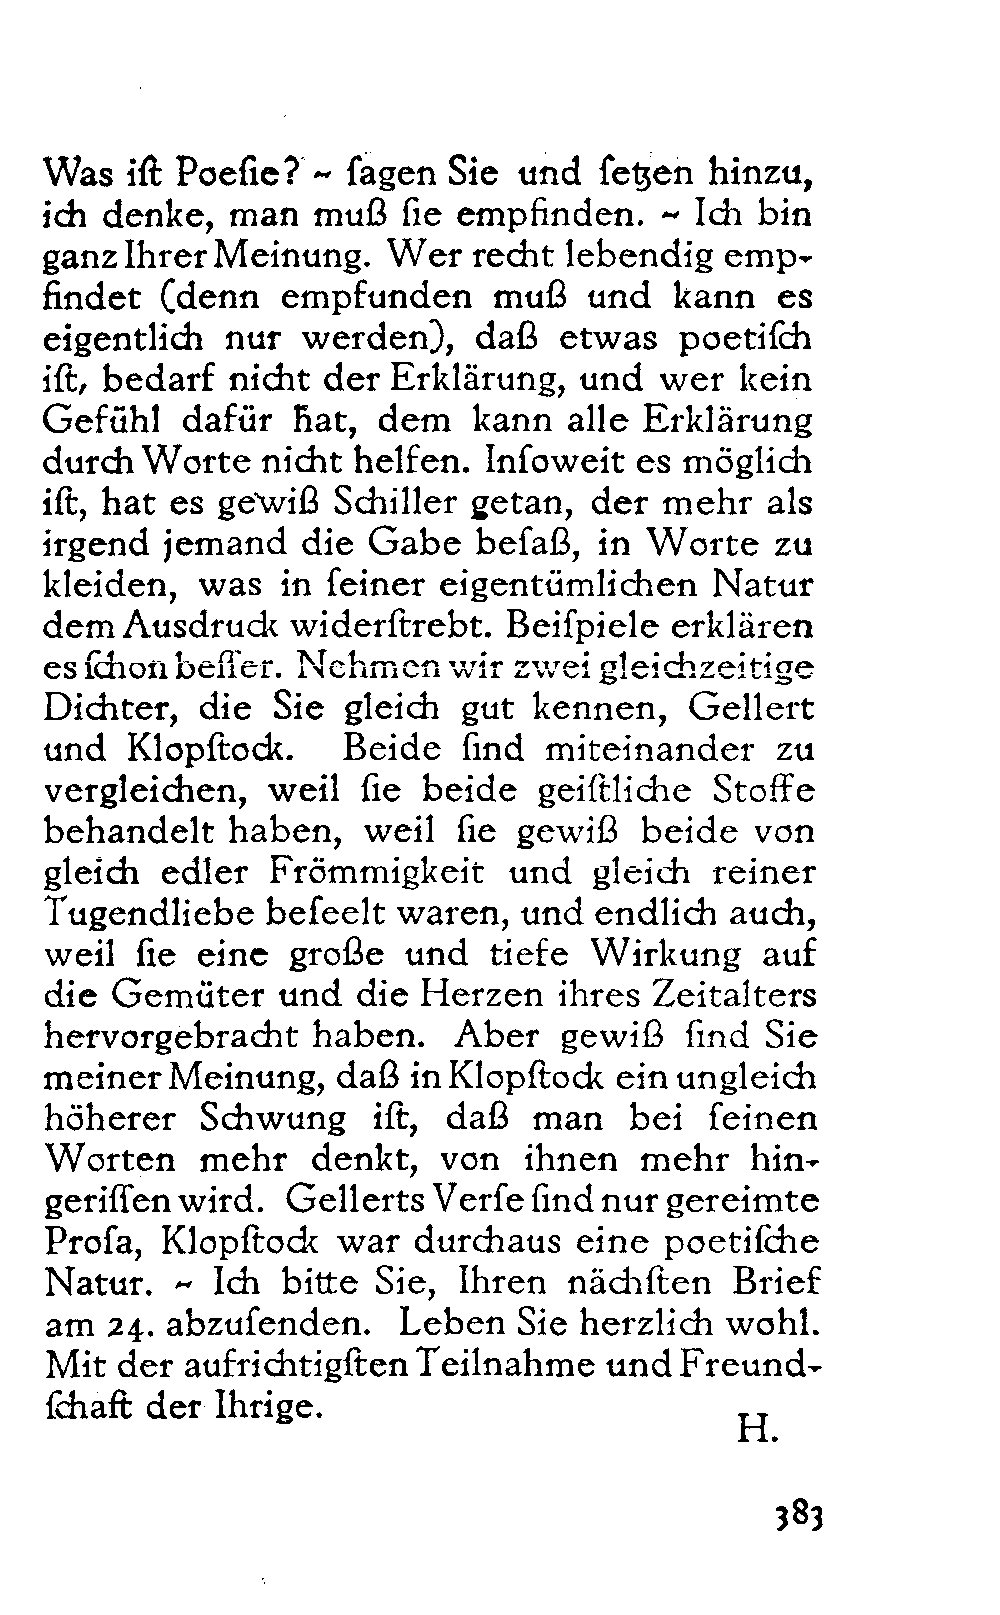 Was iſt Poeſie? ~ ſagen Sie und ſetzen hinzu,
ich denke, man muß ſie empfinden. ~ Ich bin
ganz Ihrer Meinung. Wer recht lebendig emp-
findet (denn empfunden muß und kann es
eigentlich nur werden), daß etwas poetiſch
iſt, bedarf nicht der Erklärung, und wer kein
Gefühl dafür hat, dem kann alle Erklärung
durch Worte nicht helfen. Inſoweit es möglich
iſt, hat es gewiß Schiller getan, der mehr als
irgend jemand die Gabe beſaß, in Worte zu
kleiden, was in ſeiner eigentümlichen Natur
dem Ausdruck widerſtrebt. Beiſpiele erklären
es ſchon beſſer. Nehmen wir zwei gleichzeitige
Dichter, die Sie gleich gut kennen, Gellert
und Klopſtock. Beide ſind miteinander zu
vergleichen, weil ſie beide geiſtliche Stoffe
behandelt haben, weil ſie gewiß beide von
gleich edler Frömmigkeit und gleich reiner
Tugendliebe beſeelt waren, und endlich auch,
weil ſie eine große und tiefe Wirkung auf
die Gemüter und die Herzen ihres Zeitalters
hervorgebracht haben. Aber gewiß ſind Sie
meiner Meinung, daß in Klopſtock ein ungleich
höherer Schwung iſt, daß man bei ſeinen
Worten mehr denkt, von ihnen mehr hin-
geriſſen wird. Gellerts Verſe ſind nur gereimte
Proſa, Klopſtock war durchaus eine poetiſche
Natur. ~ Ich bitte Sie, Ihren nächſten Brief
am 24. abzuſenden. Leben Sie herzlich wohl.
Mit der aufrichtigſten Teilnahme und Freund-
ſchaft der Ihrige.
H.
383